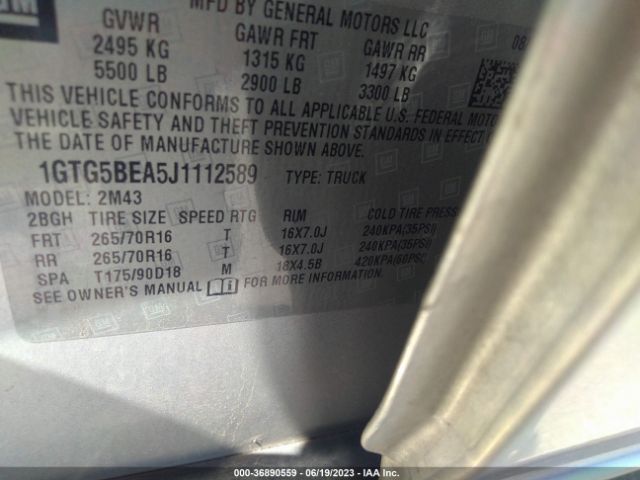 GM
MFD BY GENERAL MOTORS LLC
GVWR GAWR FRT GAWR RR 08
2495 KG 1315 KG 1497 KG
5500 LB 2900 LB 3300 LB
THIS VEHICLE CONFORMS TO ALL APPLICABLE U.S. FEDERAL MOTOR
VEHICLE SAFETY AND THEFT PREVENTION STANDARDS IN EFFECT
THE DATE OF MANUFACTURE SHOWN ABOVE.
1GTG5BEA5J1112589 TYPE: TRUCK
MODEL: 2M43
2BGH TIRE SIZE SPEED RTG RIM COLD TIRE PRESS
FRT 265/70R16 T 16X7.0J 240KPA(35PSI)
RR 265/70R16 T 16X7.0J 240KPA(35PSI)
SPA T175/90D18 M 18X4.5B 420KPA(60PSI)
SEE OWNER'S MANUAL FOR MORE INFORMATION.
000-36890559 - 06/19/2023 - IAA Inc.